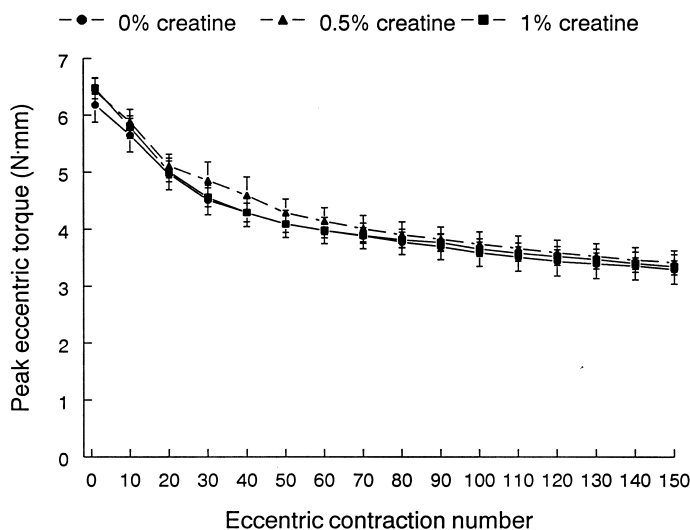 0% creatine 0.5% creatine 1% creatine
Peak eccentric torque (N·mm)
7
6
5
4
3
2
1
0
0 10 20 30 40 50 60 70 80 90 100 110 120 130 140 150
Eccentric contraction number